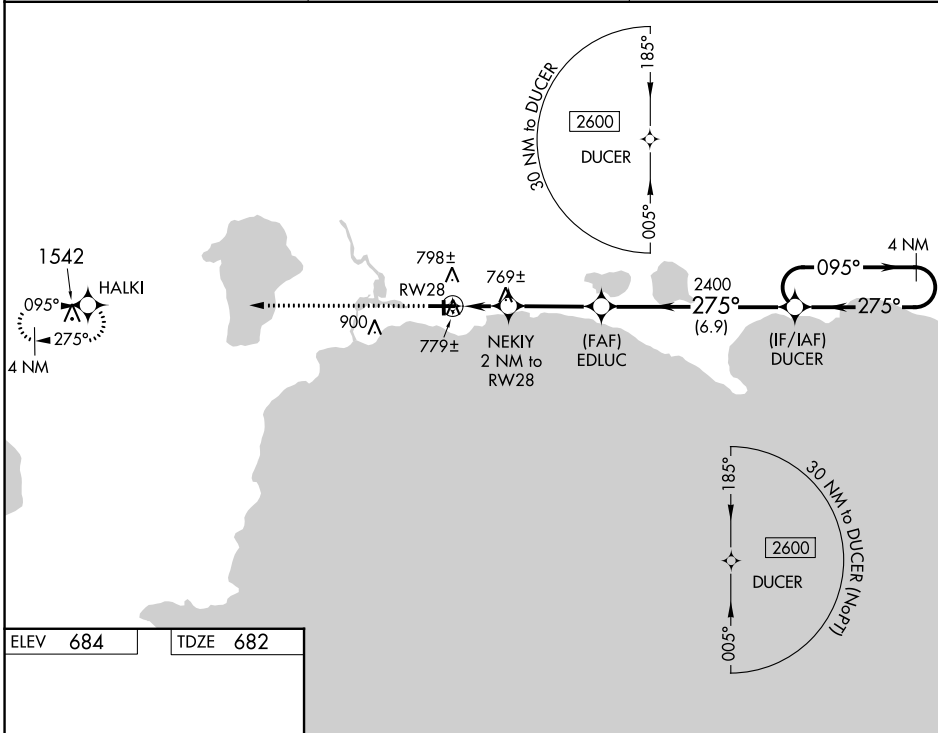 30 NM to DUCER
185°
2600
DUCER
005°
1542
HALKI
095°
275°
4 NM
798±
RW28
900
779±
769±
NEKIY
2 NM to
RW28
(FAF)
EDLUC
2400
275°
(6.9)
095°
4 NM
275°
(IF/IAF)
DUCER
185°
30 NM to DUCER (NoPT)
2600
DUCER
005°
ELEV 684
TDZE 682